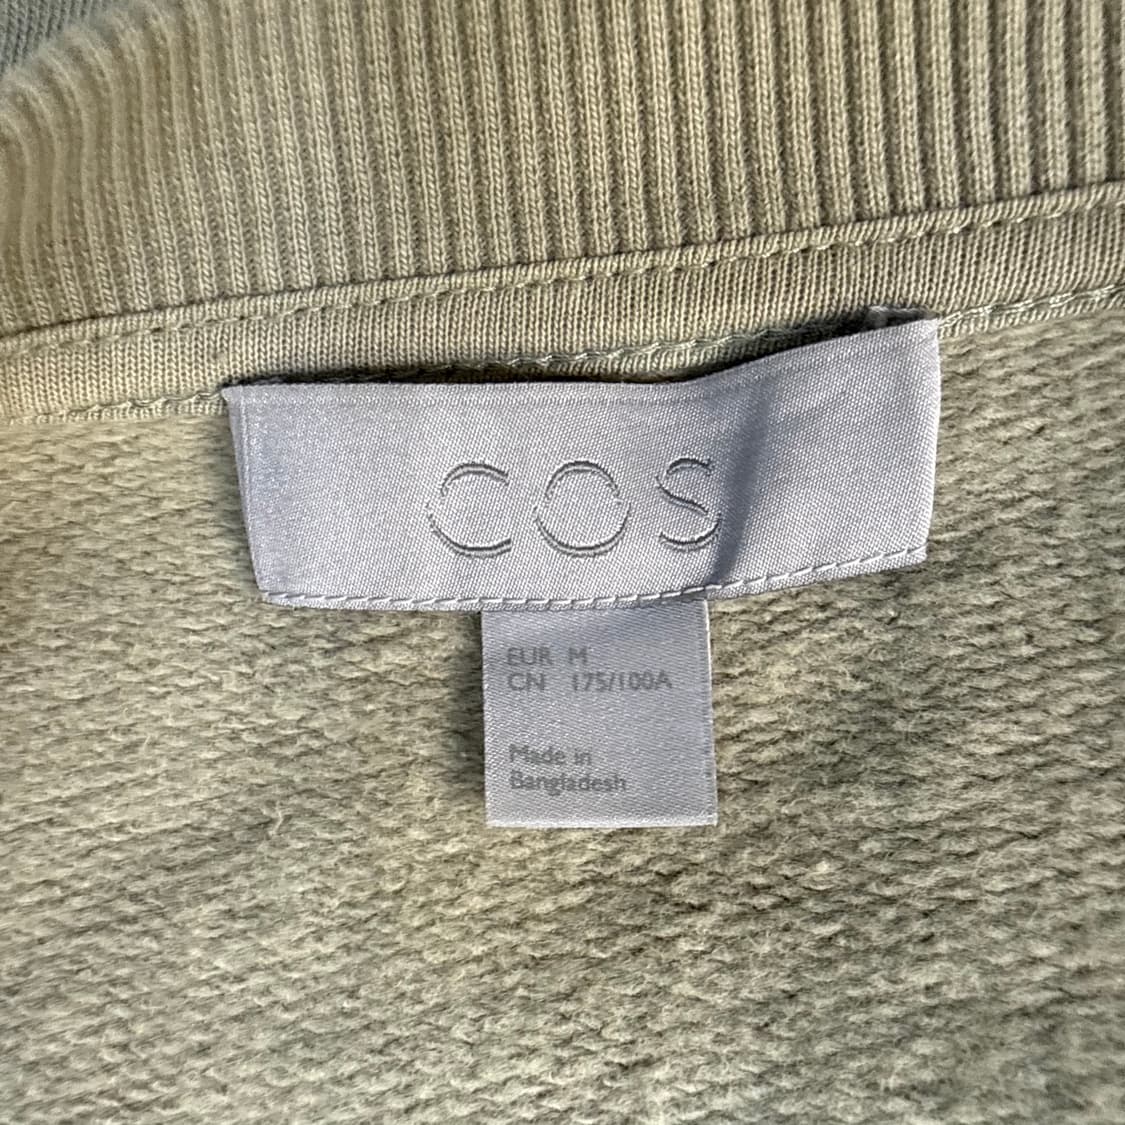 COS
EUR M
CN 175/100A
Made in
Bangladesh